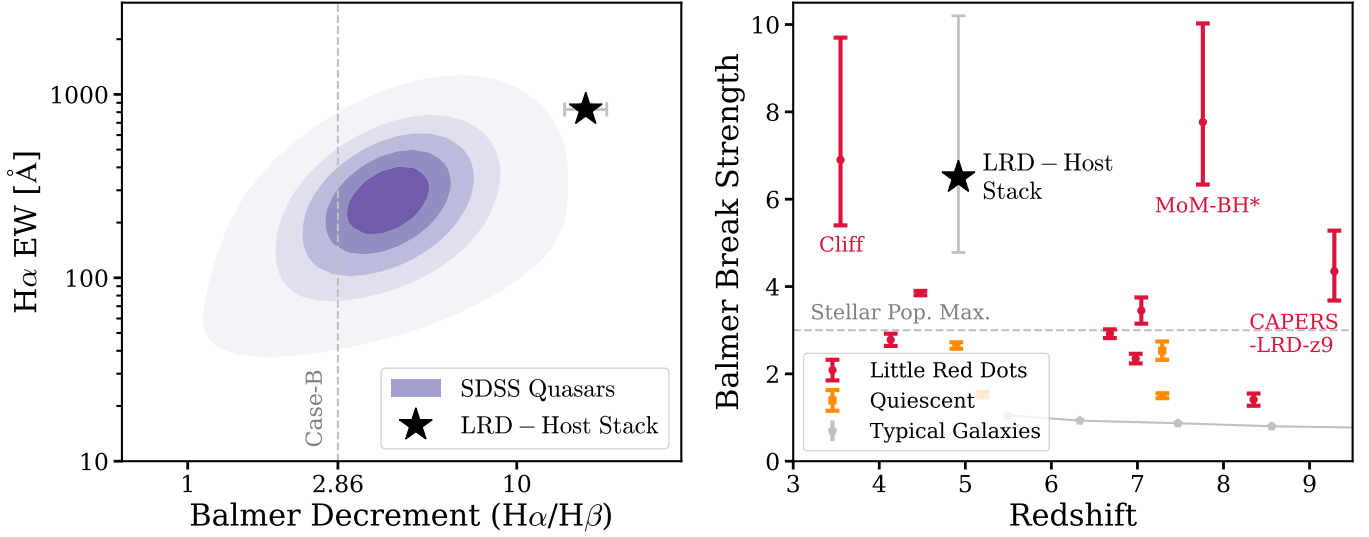 Hα EW [Å]
1000
100
10
Case-B
SDSS Quasars
LRD − Host Stack
1
2.86
10
Balmer Decrement (Hα/Hβ)
Balmer Break Strength
10
8
6
4
2
0
LRD − Host
Stack
MoM-BH*
Cliff
Stellar Pop. Max.
CAPERS
-LRD-z9
Little Red Dots
Quiescent
Typical Galaxies
3
4
5
6
7
8
9
Redshift